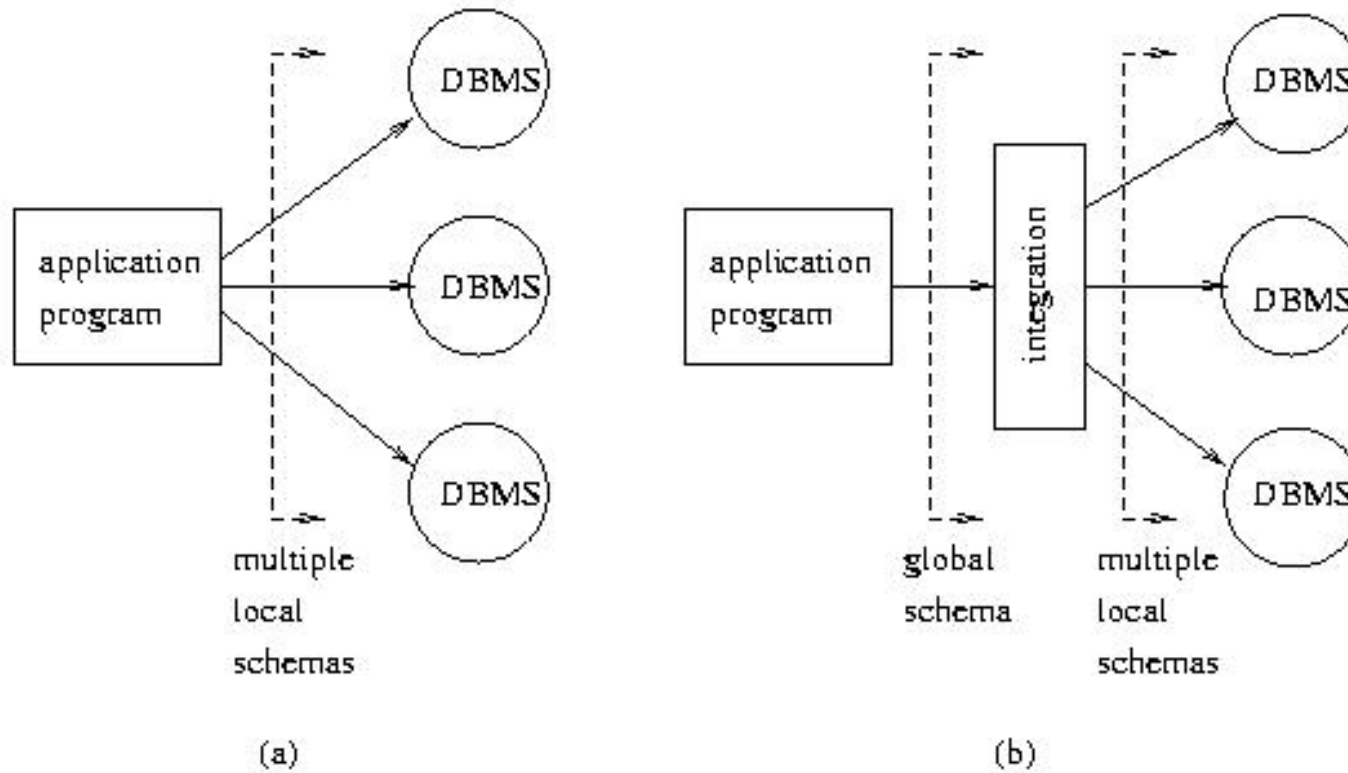 DBMS
application
program
DBMS
DBMS
multiple
local
schemas
(a)
DBMS
application
program
integration
DBMS
DBMS
global
schema
multiple
local
schemas
(b)